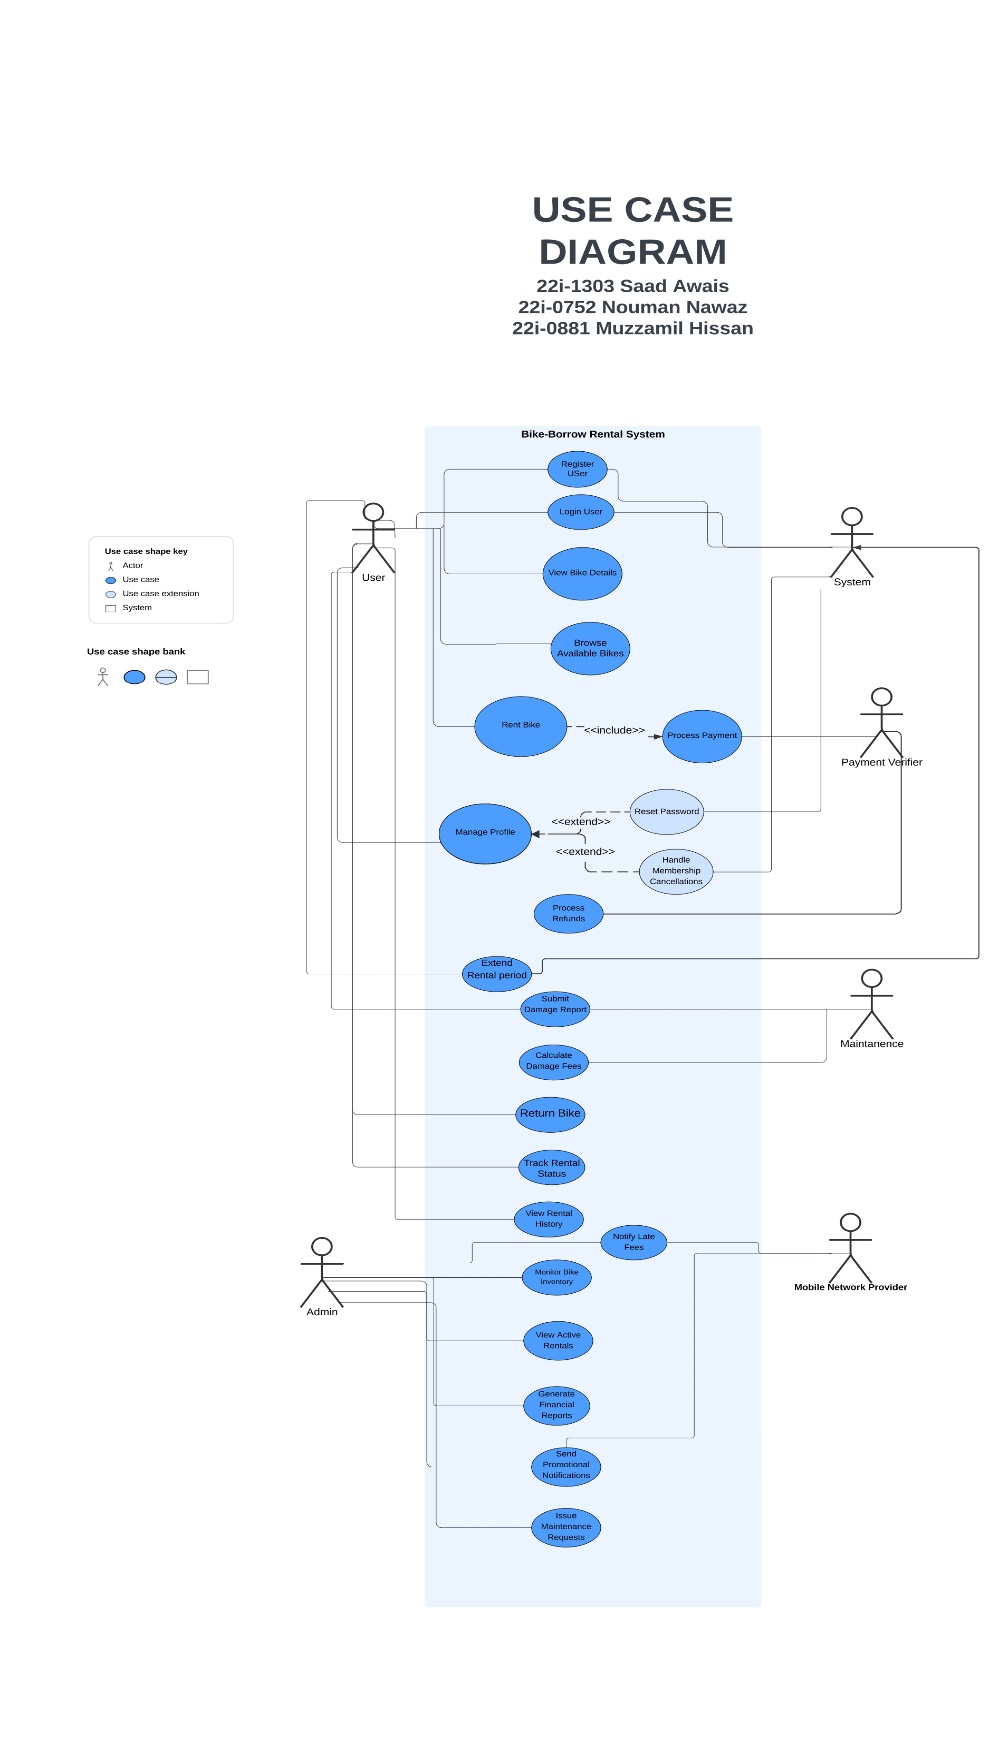 USE CASE
DIAGRAM
22i-1303 Saad Awais
22i-0752 Nouman Nawaz
22i-0881 Muzzamil Hissan
Bike-Borrow Rental System
Register
USer
Login User
View Bike Details
Browse
Available Bikes
Rent Bike
<<include>>
Process Payment
Manage Profile
<<extend>>
Reset Password
<<extend>>
Handle
Membership
Cancellations
Process
Refunds
Extend
Rental period
Submit
Damage Report
Calculate
Damage Fees
Return Bike
Track Rental
Status
View Rental
History
Notify Late
Fees
Monitor Bike
Inventory
View Active
Rentals
Generate
Financial
Reports
Send
Promotional
Notifications
Issue
Maintenance
Requests
User
Admin
System
Payment Verifier
Maintanence
Mobile Network Provider
Use case shape key
Actor
Use case
Use case extension
System
Use case shape bank